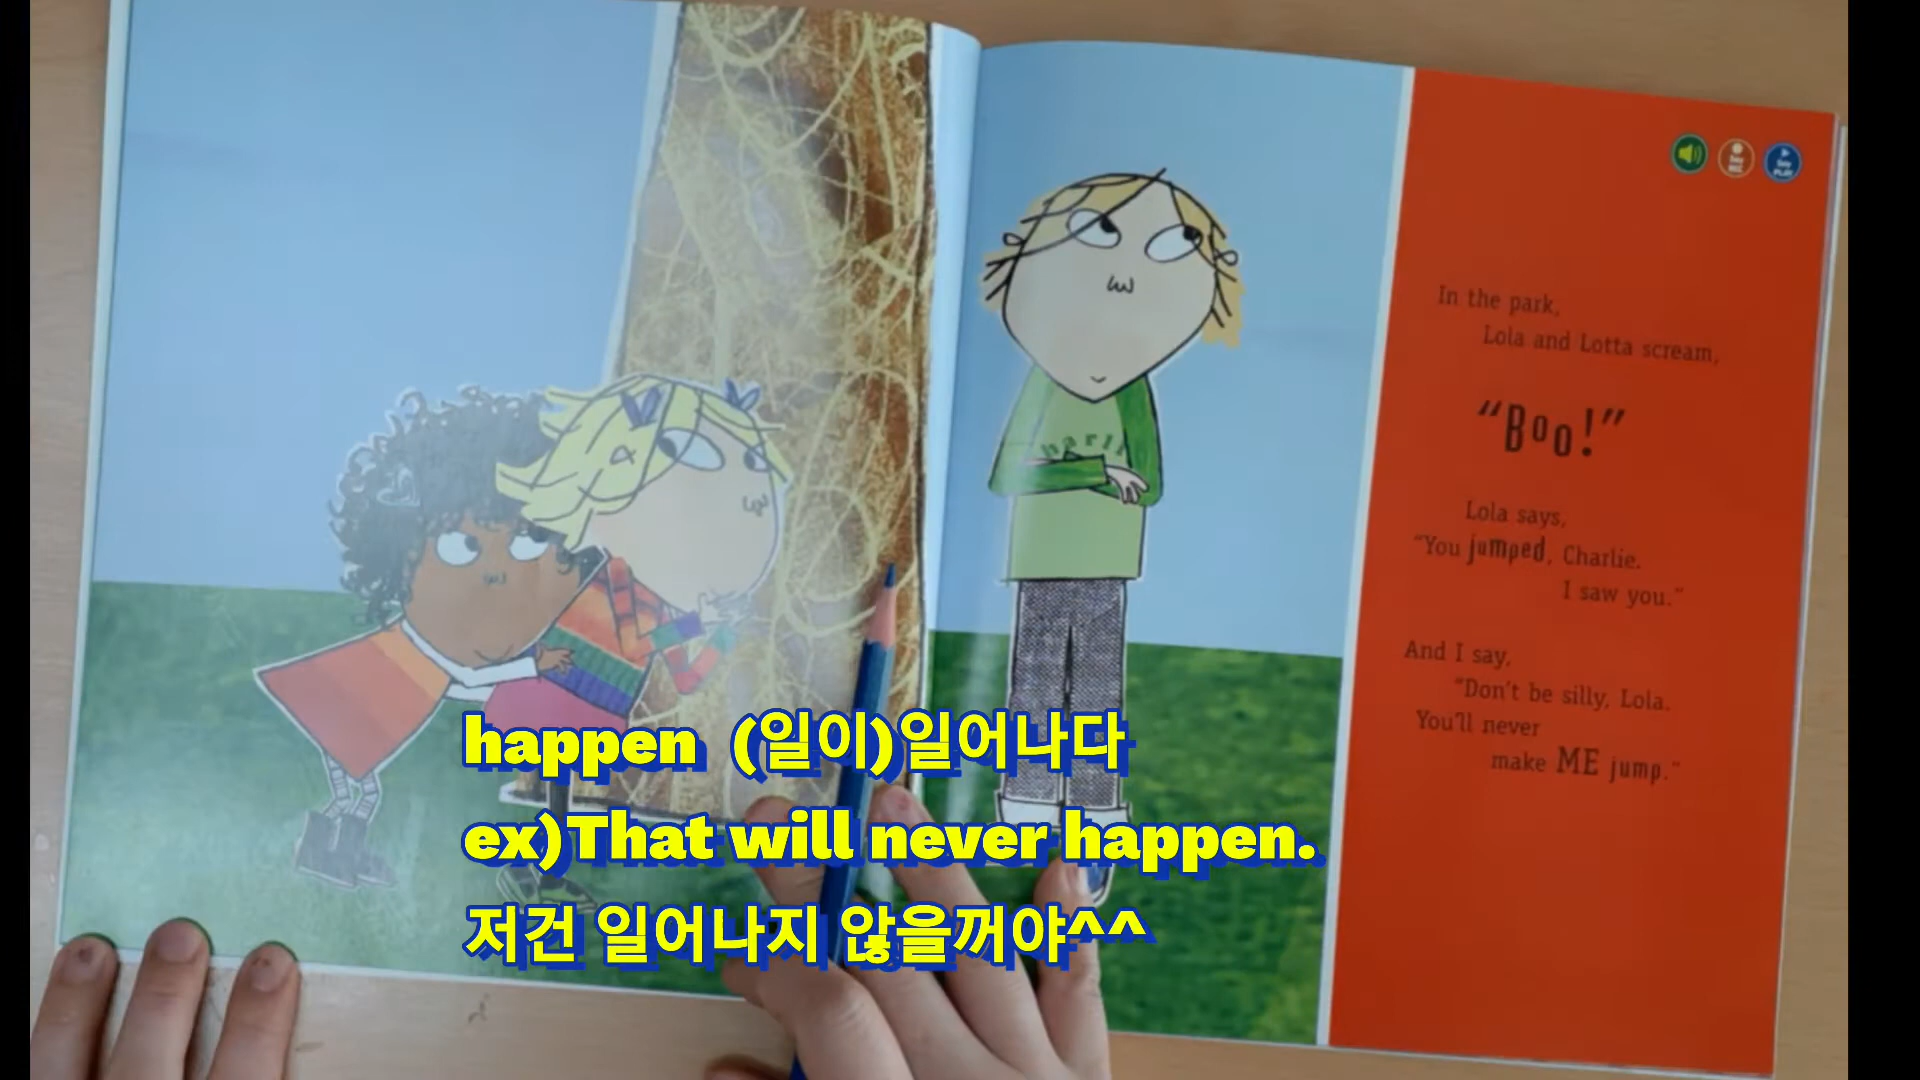 In the park,
Lola and Lotta scream,
“Boo!”
Lola says,
“You jumped, Charlie.
I saw you.”
And I say,
“Don't be silly, Lola.
You'll never
make ME jump.”
happen (일이)일어나다
ex)That will never happen.
저건 일어나지 않을꺼야^^